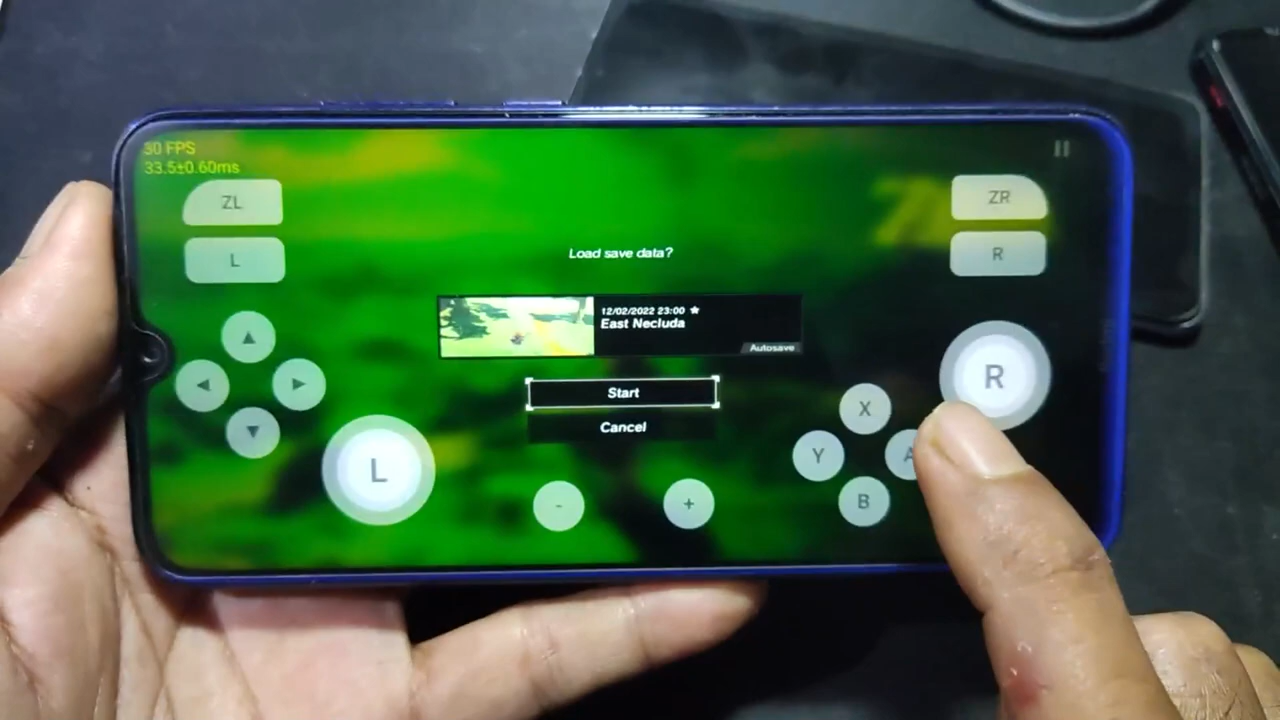 30 FPS
33.5±0.60ms
ZL
ZR
L
R
Load save data?
12/02/2022 23:00 ★
East Necluda
Autosave
Start
Cancel
R
L
X
Y
A
B
-
+